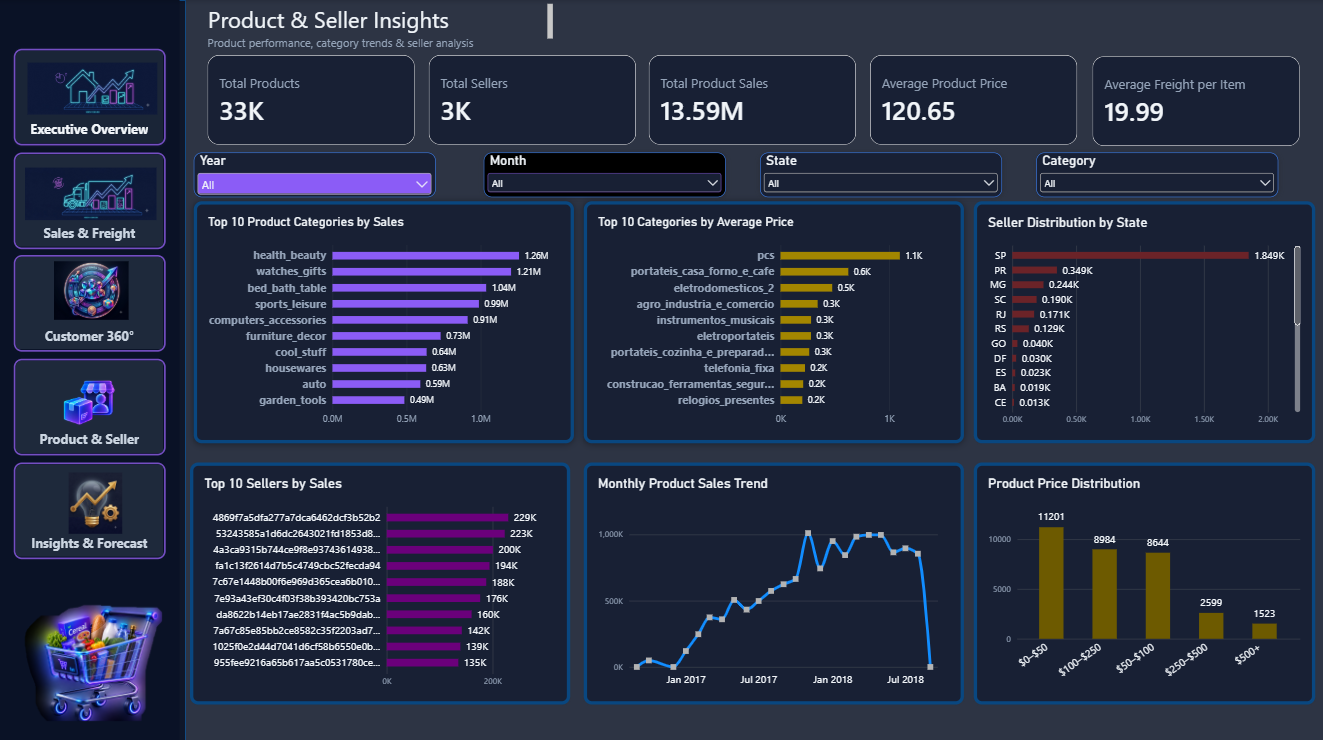 Product & Seller Insights
Product performance, category trends & seller analysis
Executive Overview
Sales & Freight
Customer 360°
Product & Seller
Insights & Forecast
Cereal
Total Products
33K
Total Sellers
3K
Total Product Sales
13.59M
Average Product Price
120.65
Average Freight per Item
19.99
Year
All
Month
All
State
All
Category
All
Top 10 Product Categories by Sales
health_beauty 1.26M
watches_gifts 1.21M
bed_bath_table 1.04M
sports_leisure 0.99M
computers_accessories 0.91M
furniture_decor 0.73M
cool_stuff 0.64M
housewares 0.63M
auto 0.59M
garden_tools 0.49M
0.0M 0.5M 1.0M
Top 10 Categories by Average Price
pcs 1.1K
portateis_casa_forno_e_cafe 0.6K
eletrodomesticos_2 0.5K
agro_industria_e_comercio 0.3K
instrumentos_musicais 0.3K
eletroportateis 0.3K
portateis_cozinha_e_preparad... 0.3K
telefonia_fixa 0.2K
construcao_ferramentas_segur... 0.2K
relogios_presentes 0.2K
0K 1K
Seller Distribution by State
SP 1.849K
PR 0.349K
MG 0.244K
SC 0.190K
RJ 0.171K
RS 0.129K
GO 0.040K
DF 0.030K
ES 0.023K
BA 0.019K
CE 0.013K
0.00K 0.50K 1.00K 1.50K 2.00K
Top 10 Sellers by Sales
4869f7a5dfa277a7dca6462dcf3b52b2 229K
53243585a1d6dc2643021fd1853d8... 223K
4a3ca9315b744ce9f8e93743614938... 200K
fa1c13f2614d7b5c4749cbc52fecda94 194K
7c67e1448b00f6e969d365cea6b010... 188K
7e93a43ef30c4f03f38b393420bc753a 176K
da8622b14eb17ae2831f4ac5b9dab... 160K
7a67c85e85bb2ce8582c35f2203ad7... 142K
1025f0e2d44d7041d6cf58b6550e0b... 139K
955fee9216a65b617aa5c0531780ce... 135K
0K 200K
Monthly Product Sales Trend
1,000K
500K
0K
Jan 2017 Jul 2017 Jan 2018 Jul 2018
Product Price Distribution
11201 8984 8644 2599 1523
10000
5000
0
$0-$50 $100-$250 $50-$100 $250-$500 $500+